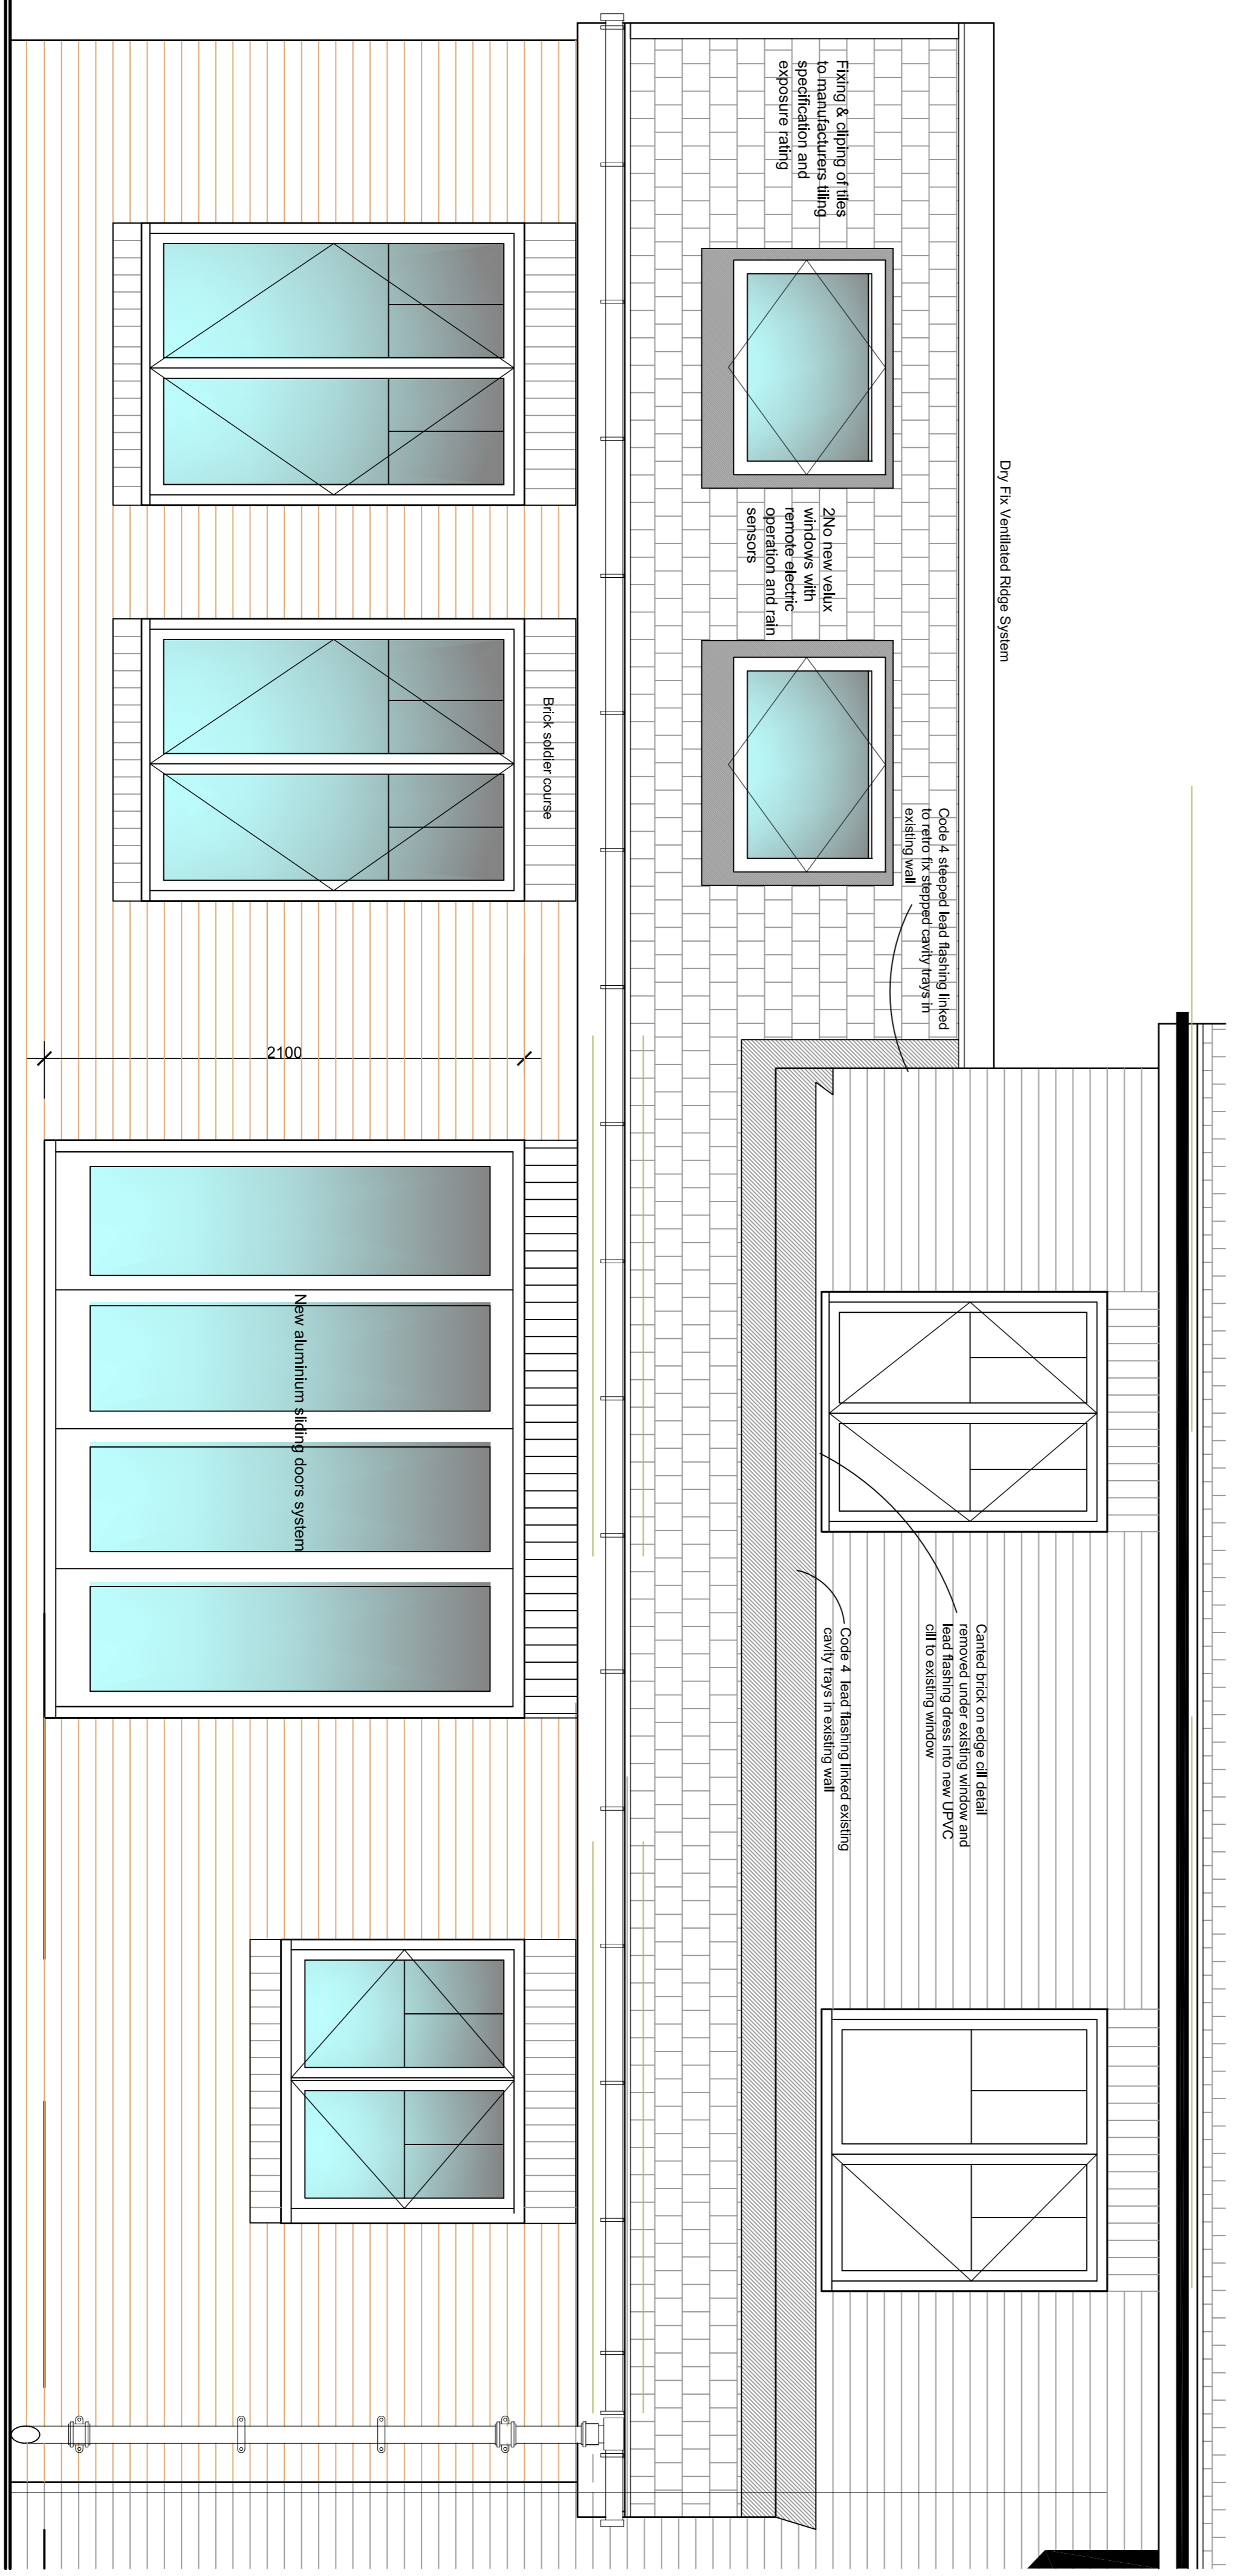 Dry Fix Ventilated Ridge System
Fixing & cliping of tiles
to manufacturers tiling
specification and
exposure rating
2No new velux
windows with
remote electric
operation and rain
sensors
Code 4 steeped lead flashing linked
to retro fix stepped cavity trays in
existing wall
Canted brick on edge cill detail
removed under existing window and
lead flashing dress into new UPVC
cill to existing window
Code 4 lead flashing linked existing
cavity trays in existing wall
Brick soldier course
2100
New aluminium sliding doors system